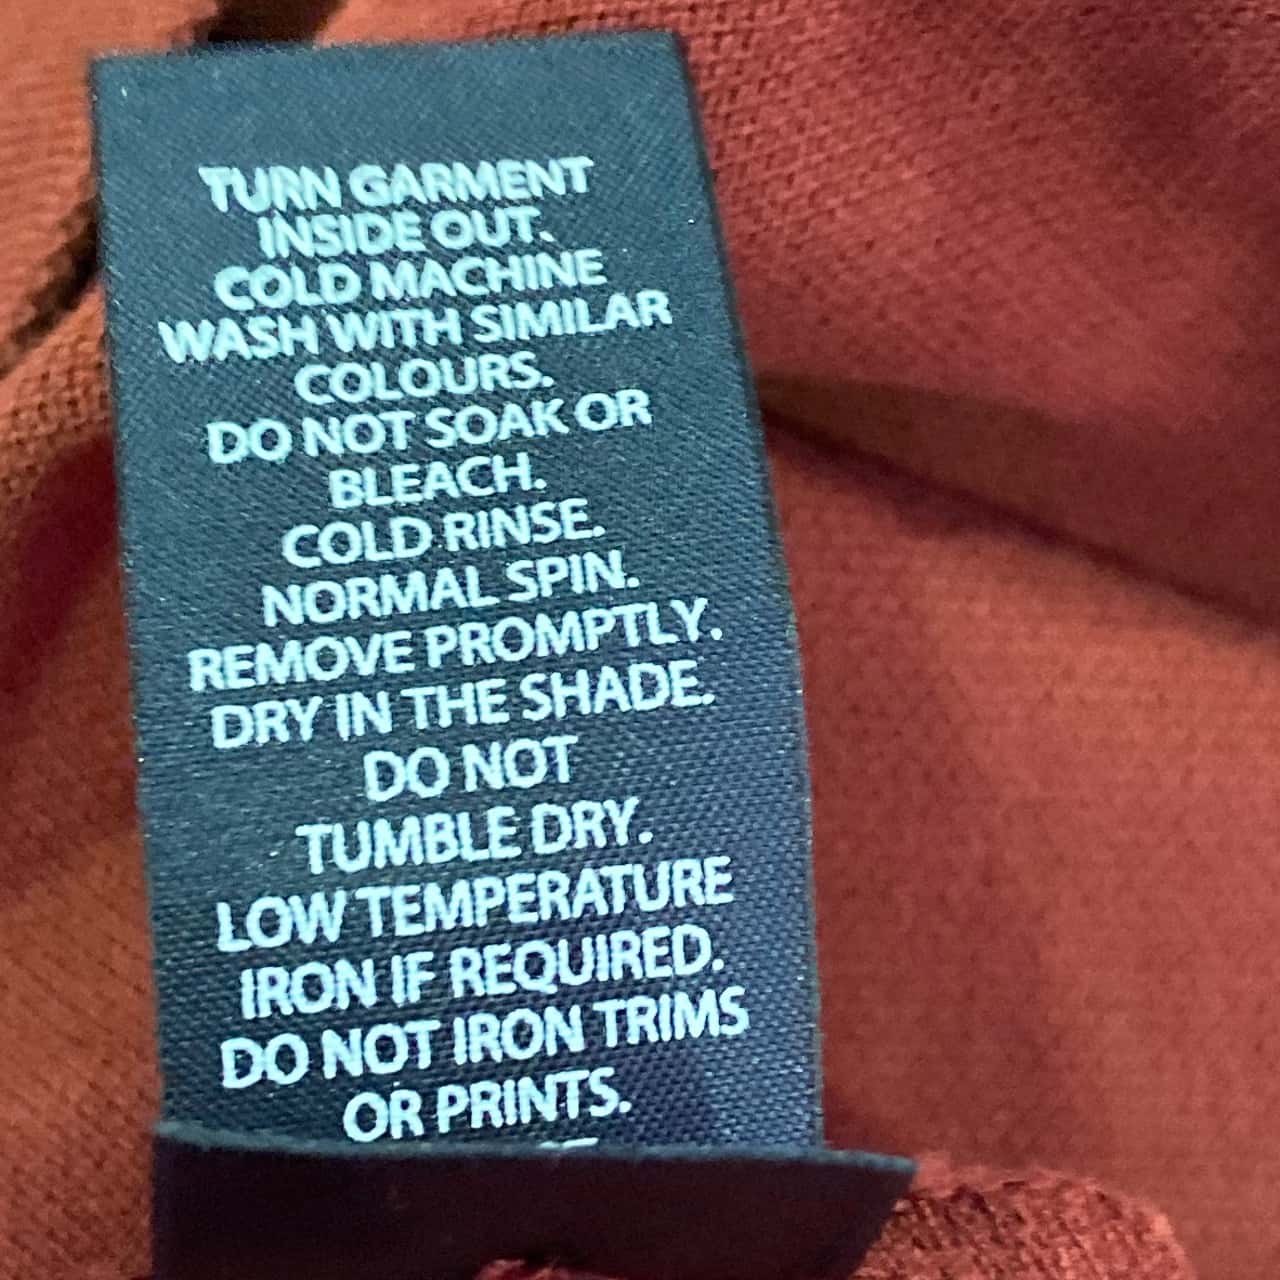 TURN GARMENT
INSIDE OUT.
COLD MACHINE
WASH WITH SIMILAR
COLOURS.
DO NOT SOAK OR
BLEACH.
COLD RINSE.
NORMAL SPIN.
REMOVE PROMPTLY.
DRY IN THE SHADE.
DO NOT
TUMBLE DRY.
LOW TEMPERATURE
IRON IF REQUIRED.
DO NOT IRON TRIMS
OR PRINTS.